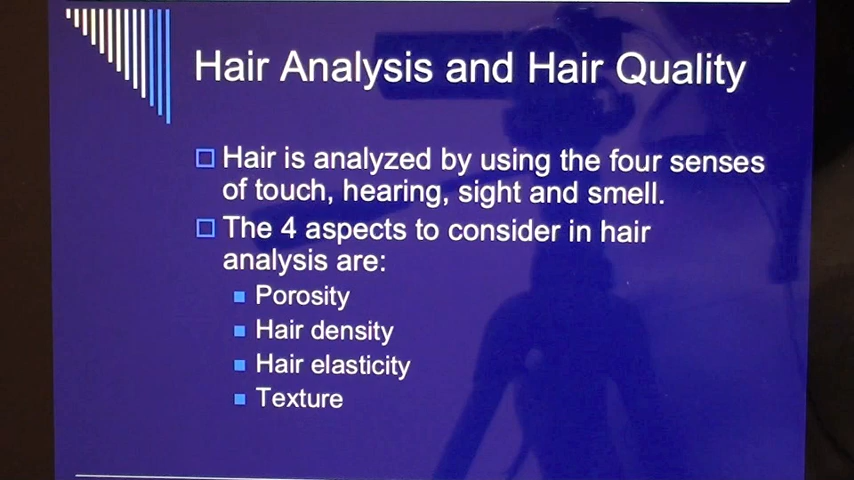 Hair Analysis and Hair Quality
Hair is analyzed by using the four senses
of touch, hearing, sight and smell.
The 4 aspects to consider in hair
analysis are:
Porosity
Hair density
Hair elasticity
Texture